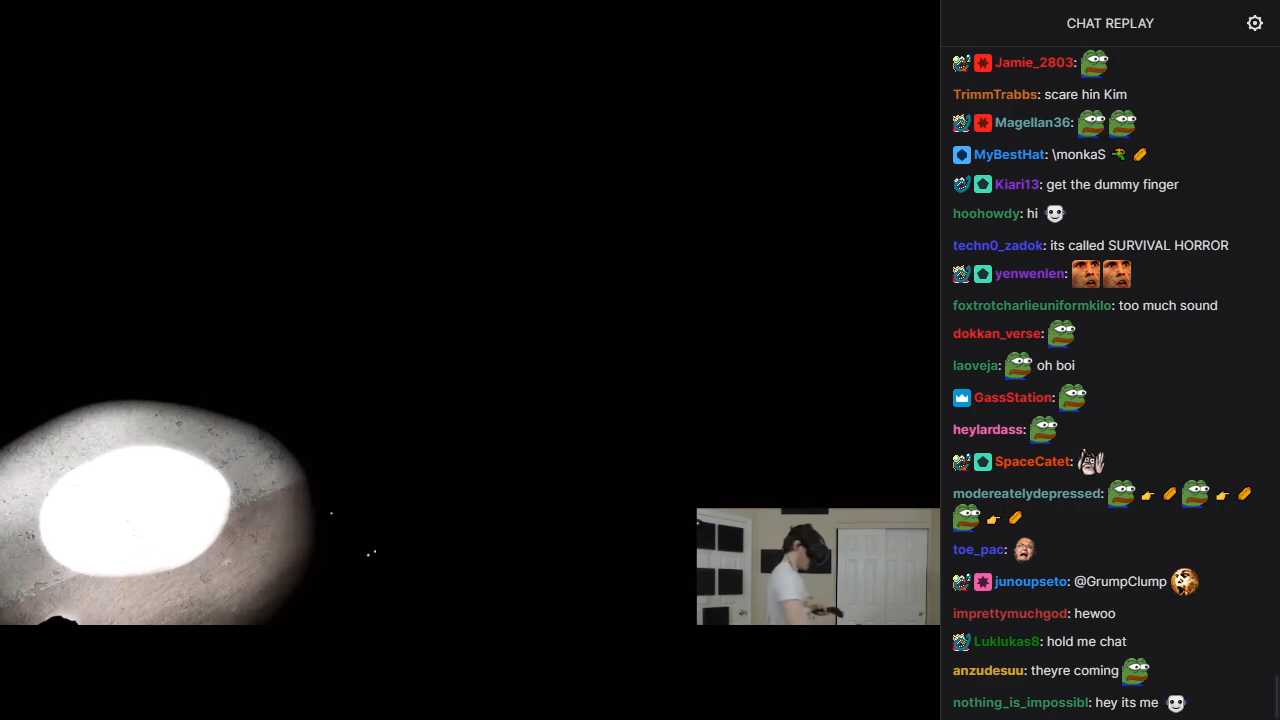 CHAT REPLAY
Jamie_2803:
TrimmTrabbs: scare hin Kim
Magellan36:
MyBestHat: \monkaS
Kiari13: get the dummy finger
hoohowdy: hi
techn0_zadok: its called SURVIVAL HORROR
yenwenlen:
foxtrotcharlieuniformkilo: too much sound
dokkan_verse:
laoveja: oh boi
GassStation:
heylardass:
SpaceCatet:
modereatelydepressed:
toe_pac:
junoupseto: @GrumpClump
imprettymuchgod: hewoo
Luklukas8: hold me chat
anzudesuu: theyre coming
nothing_is_impossibl: hey its me